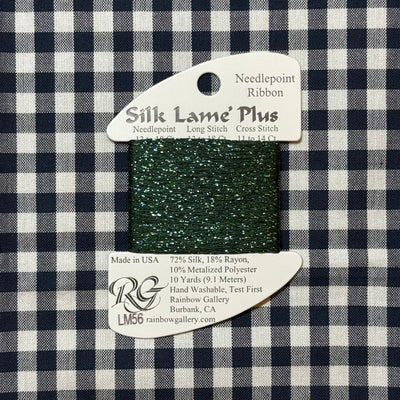 Needlepoint
Ribbon
Silk Lamé Plus
Needlepoint Long Stitch Cross Stitch
11 to 14 Ct
Made in USA
72% Silk, 18% Rayon,
10% Metalized Polyester
10 Yards (9.1 Meters)
Hand Washable, Test First
Rainbow Gallery
Burbank, CA
RG
LM56 rainbowgallery.com